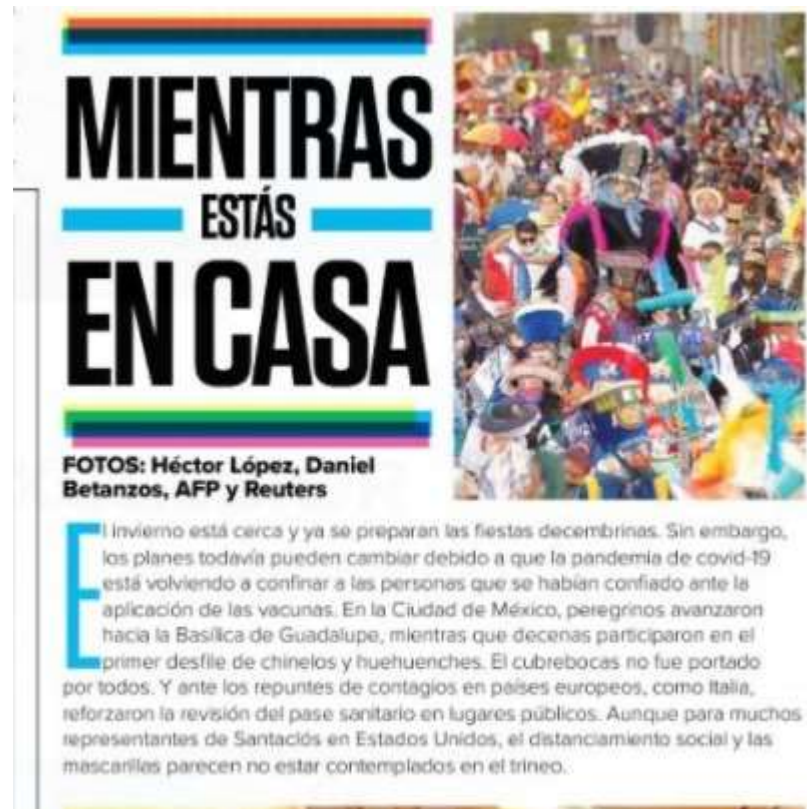 MIENTRAS
ESTÁS
EN CASA
FOTOS: Héctor López, Daniel
Betanzos, AFP y Reuters
El invierno está cerca y ya se preparan las fiestas decembrinas. Sin embargo,
los planes todavía pueden cambiar debido a que la pandemia de covid-19
está volviendo a confinar a las personas que se habían confiado ante la
aplicación de las vacunas. En la Ciudad de México, peregrinos avanzaron
hacia la Basílica de Guadalupe, mientras que decenas participaron en el
primer desfile de chinelos y huehuenches. El cubrebocas no fue portado
por todos. Y ante los repuntes de contagios en países europeos, como Italia,
reforzaron la revisión del pase sanitario en lugares públicos. Aunque para muchos
representantes de Santaclós en Estados Unidos, el distanciamiento social y las
mascarillas parecen no estar contemplados en el trineo.